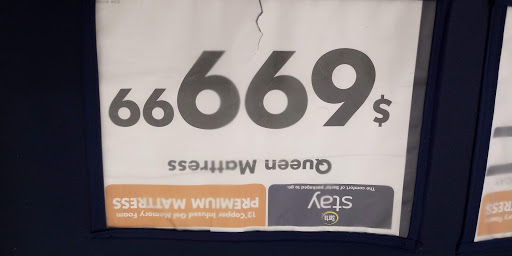 Serta
stay
The comfort of Serta® packaged to go.
Copper Infused Gel Memory Foam
PREMIUM MATTRESS
Queen Mattress
$699 99